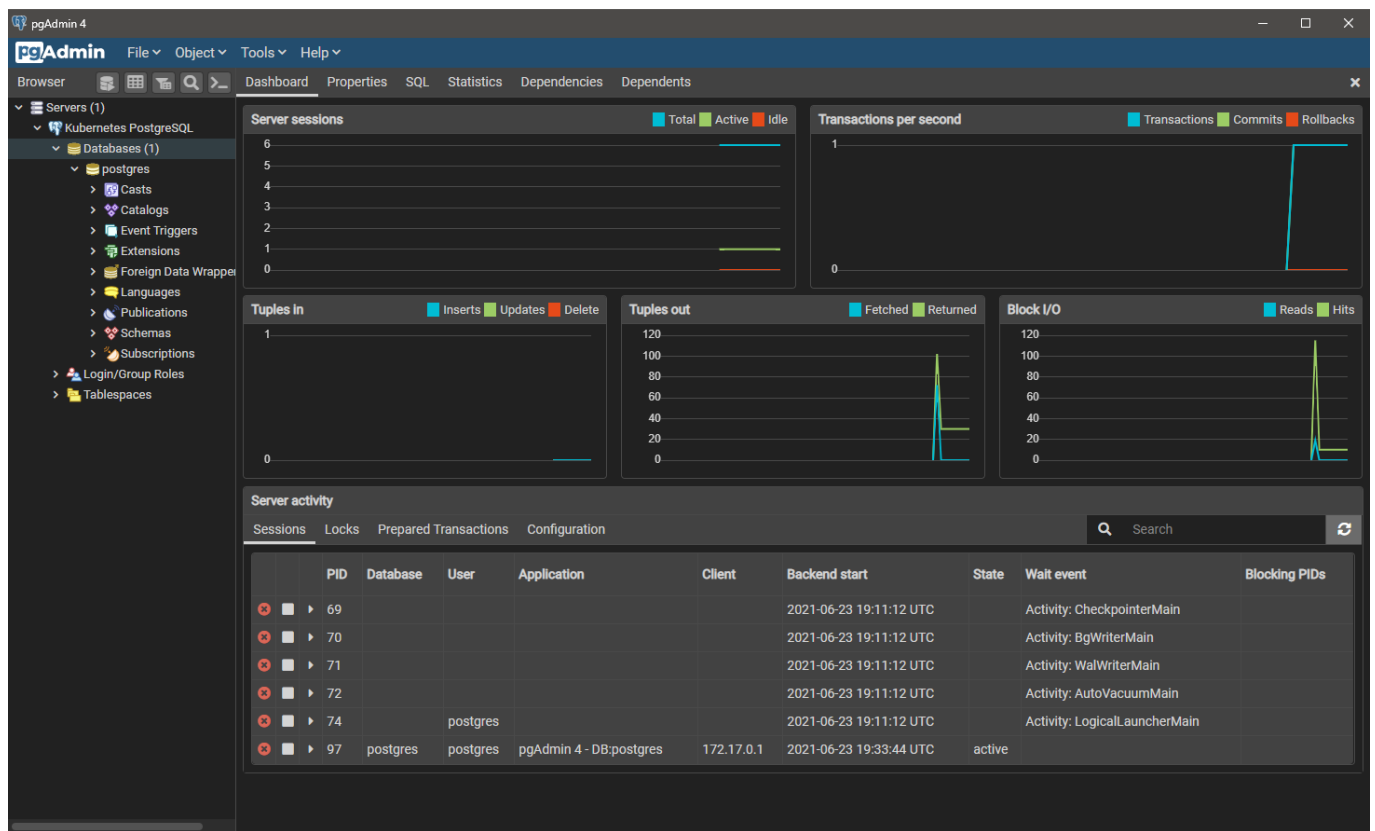 pgAdmin 4
pgAdmin File Object Tools Help
Browser Dashboard Properties SQL Statistics Dependencies Dependents
Servers (1)
Kubernetes PostgreSQL
Databases (1)
postgres
Casts
Catalogs
Event Triggers
Extensions
Foreign Data Wrappe
Languages
Publications
Schemas
Subscriptions
Login/Group Roles
Tablespaces
Server sessions Total Active Idle
6
5
4
3
2
1
0
Transactions per second Transactions Commits Rollbacks
1
0
Tuples in Inserts Updates Delete
1
0
Tuples out Fetched Returned
120
100
80
60
40
20
0
Block I/O Reads Hits
120
100
80
60
40
20
0
Server activity
Sessions Locks Prepared Transactions Configuration Search
PID Database User Application Client Backend start State Wait event Blocking PIDs
69 2021-06-23 19:11:12 UTC Activity: CheckpointerMain
70 2021-06-23 19:11:12 UTC Activity: BgWriterMain
71 2021-06-23 19:11:12 UTC Activity: WalWriterMain
72 2021-06-23 19:11:12 UTC Activity: AutoVacuumMain
74 postgres 2021-06-23 19:11:12 UTC Activity: LogicalLauncherMain
97 postgres postgres pgAdmin 4 - DB:postgres 172.17.0.1 2021-06-23 19:33:44 UTC active